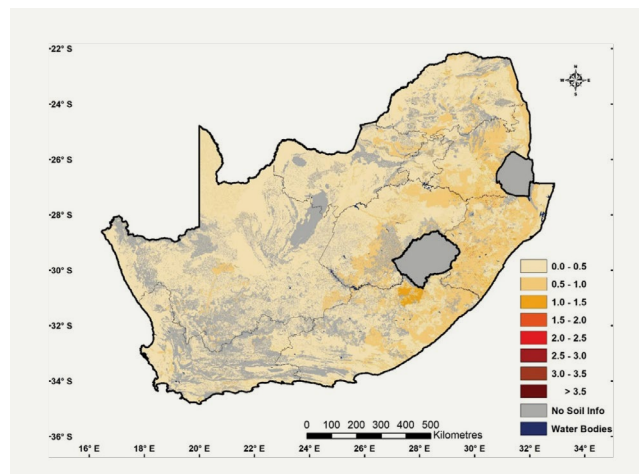 22° S
24° S
26° S
28° S
30° S
32° S
34° S
36° S
N
W
E
S
0.0 - 0.5
0.5 - 1.0
1.0 - 1.5
1.5 - 2.0
2.0 - 2.5
2.5 - 3.0
3.0 - 3.5
> 3.5
No Soil Info
Water Bodies
0 100 200 300 400 500
Kilometres
16° E 18° E 20° E 22° E 24° E 26° E 28° E 30° E 32° E 34° E